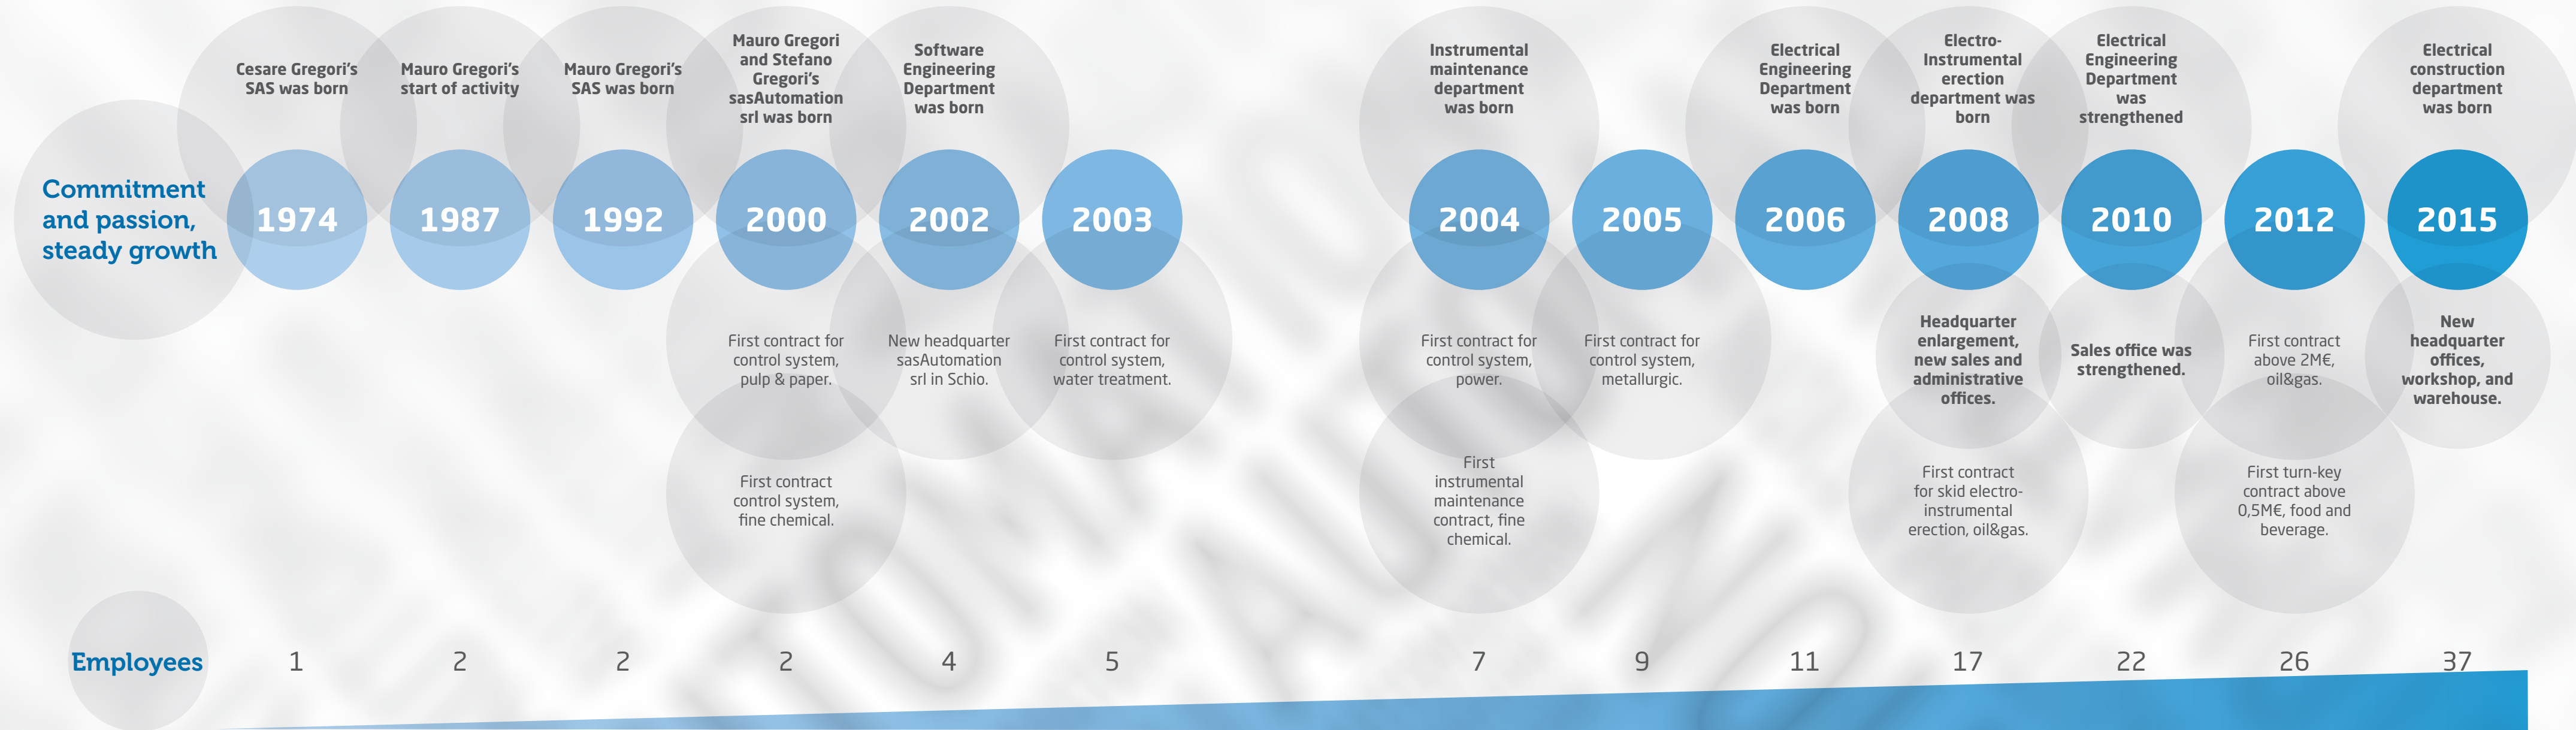 Commitment
and passion,
steady growth
Cesare Gregori's
SAS was born
1974
Mauro Gregori's
start of activity
1987
Mauro Gregori's
SAS was born
1992
Mauro Gregori
and Stefano
Gregori's
sasAutomation
srl was born
2000
First contract for
control system,
pulp & paper.
First contract
control system,
fine chemical.
Software
Engineering
Department
was born
2002
New headquarter
sasAutomation
srl in Schio.
2003
First contract for
control system,
water treatment.
Instrumental
maintenance
department
was born
2004
First contract for
control system,
power.
First
instrumental
maintenance
contract, fine
chemical.
2005
First contract for
control system,
metallurgic.
Electrical
Engineering
Department
was born
2006
Electro-
Instrumental
erection
department was
born
2008
Headquarter
enlargement,
new sales and
administrative
offices.
First contract
for skid electro-
instrumental
erection, oil&gas.
Electrical
Engineering
Department
was
strengthened
2010
Sales office was
strengthened.
2012
First contract
above 2M€,
oil&gas.
First turn-key
contract above
0,5M€, food and
beverage.
Electrical
construction
department
was born
2015
New
headquarter
offices,
workshop, and
warehouse.
Employees
1
2
2
2
4
5
7
9
11
17
22
26
37